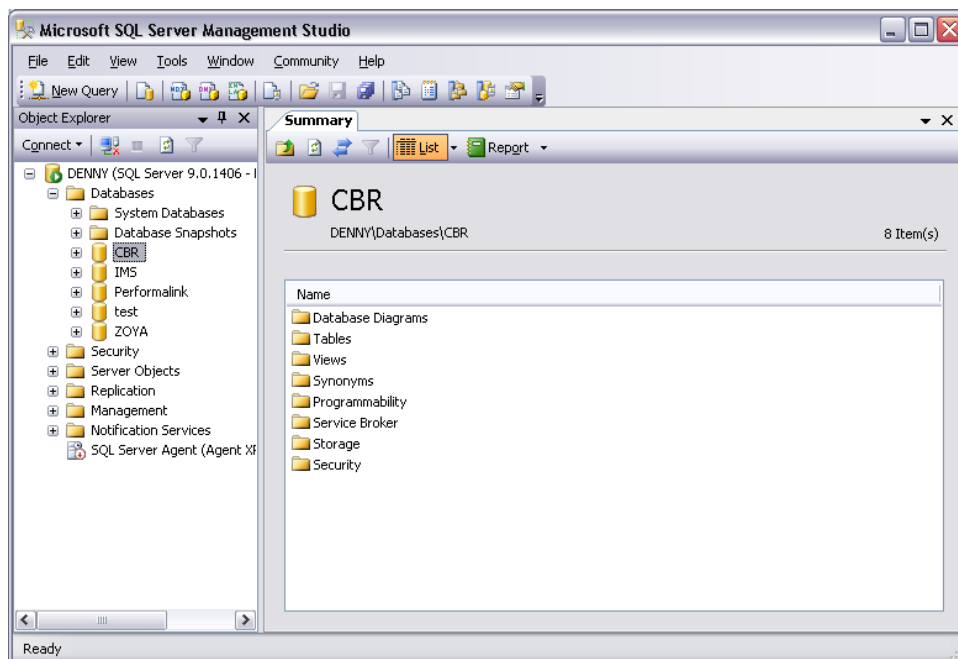 Microsoft SQL Server Management Studio
File Edit View Tools Window Community Help
New Query
Object Explorer
Connect
DENNY (SQL Server 9.0.1406 -
Databases
System Databases
Database Snapshots
CBR
IMS
Performalink
test
ZOYA
Security
Server Objects
Replication
Management
Notification Services
SQL Server Agent (Agent
Summary
List Report
CBR
DENNY\Databases\CBR
8 Item(s)
Name
Database Diagrams
Tables
Views
Synonyms
Programmability
Service Broker
Storage
Security
Ready